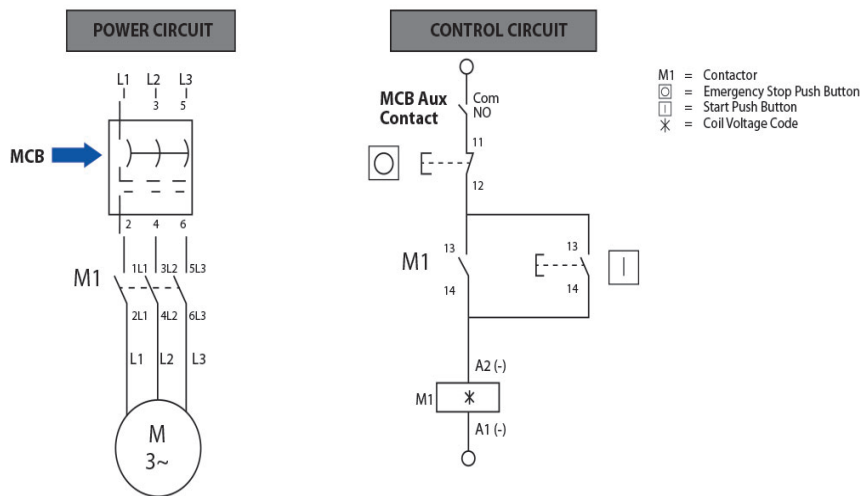 POWER CIRCUIT
L1 L2 L3
3 5
MCB
2 4 6
M1
1L1 3L2 5L3
2L1 4L2 6L3
L1 L2 L3
M
3~
CONTROL CIRCUIT
MCB Aux
Contact
Com
NO
11
12
M1
13
14
13
14
A2 (-)
M1
A1 (-)
M1 = Contactor
= Emergency Stop Push Button
= Start Push Button
= Coil Voltage Code